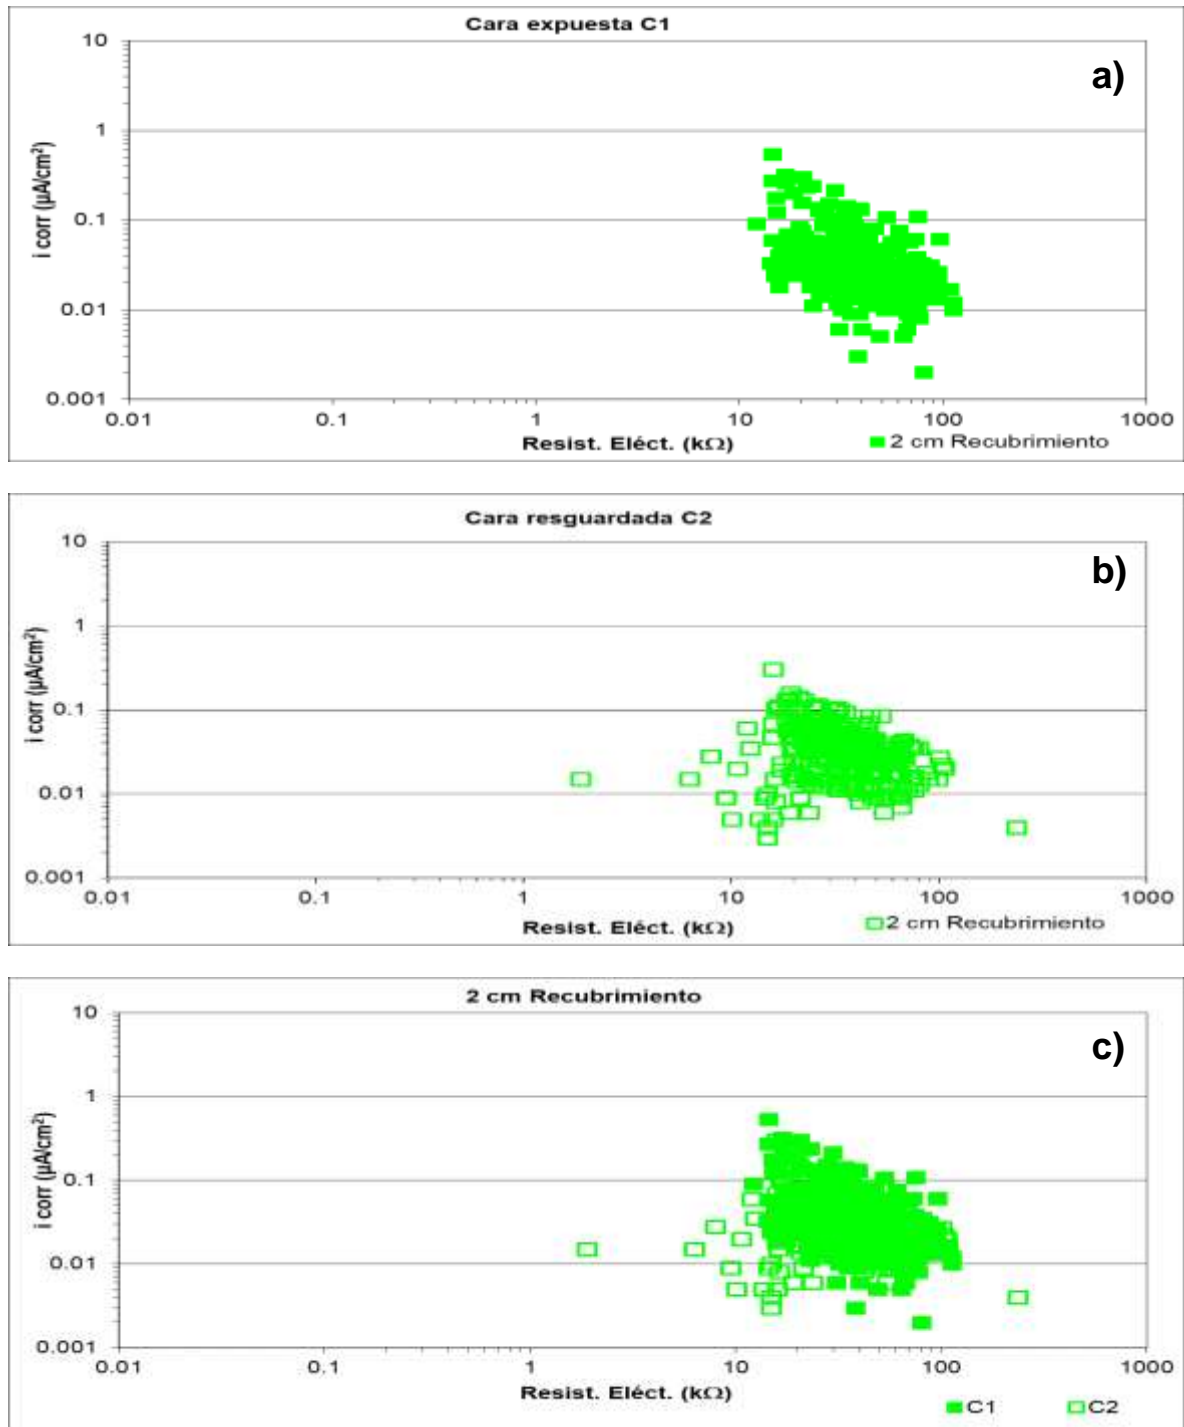 Cara expuesta C1
a)
10
1
0.1
0.01
0.001
i corr (µA/cm²)
0.01 0.1 1 10 100 1000
Resist. Eléct. (kΩ)
2 cm Recubrimiento
Cara resguardada C2
b)
10
1
0.1
0.01
0.001
i corr (µA/cm²)
0.01 0.1 1 10 100 1000
Resist. Eléct. (kΩ)
2 cm Recubrimiento
2 cm Recubrimiento
c)
10
1
0.1
0.01
0.001
i corr (µA/cm²)
0.01 0.1 1 10 100 1000
Resist. Eléct. (kΩ)
C1 C2